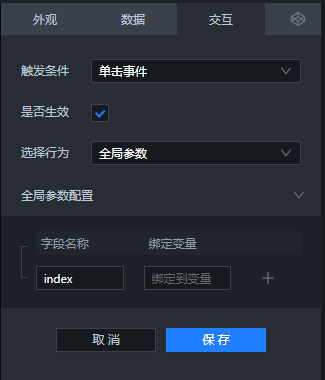 外观 数据 交互
触发条件 单击事件
是否生效
选择行为 全局参数
全局参数配置
字段名称 绑定变量
index 绑定到变量
取消 保存